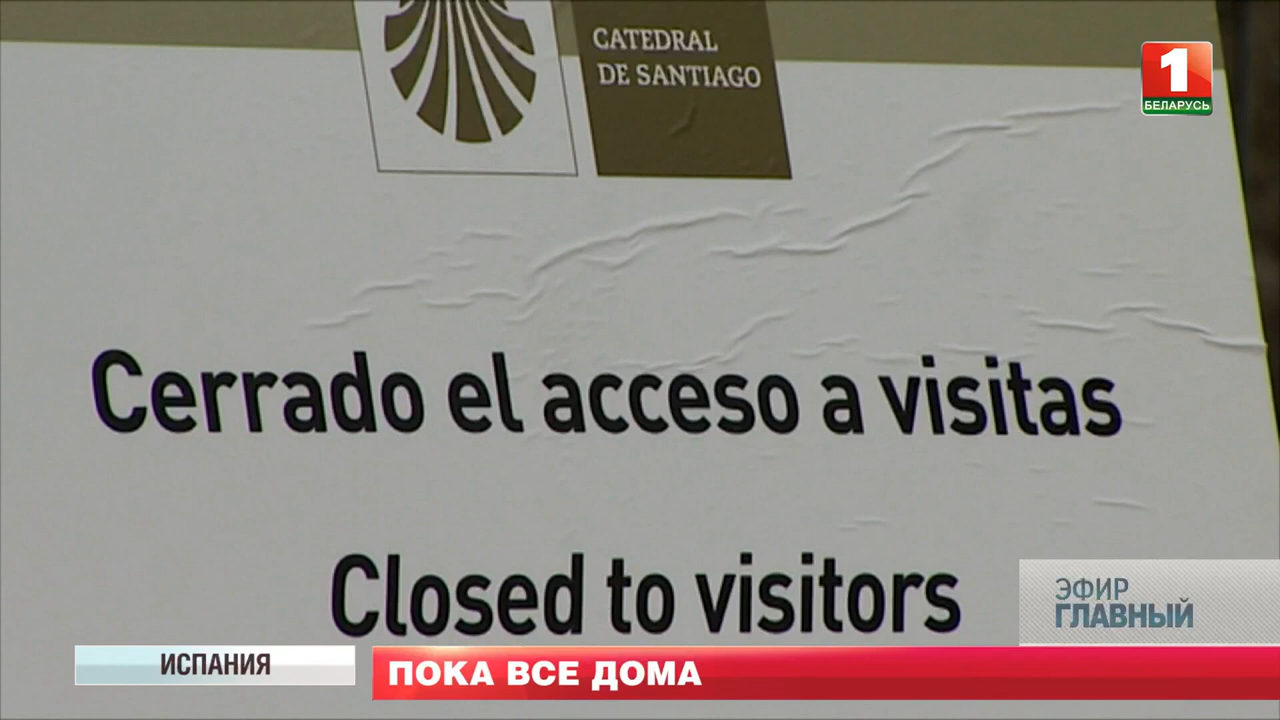 CATEDRAL
DE SANTIAGO
1
БЕЛАРУСЬ
Cerrado el acceso a visitas
Closed to visitors
ЭФИР
ГЛАВНЫЙ
ИСПАНИЯ
ПОКА ВСЕ ДОМА